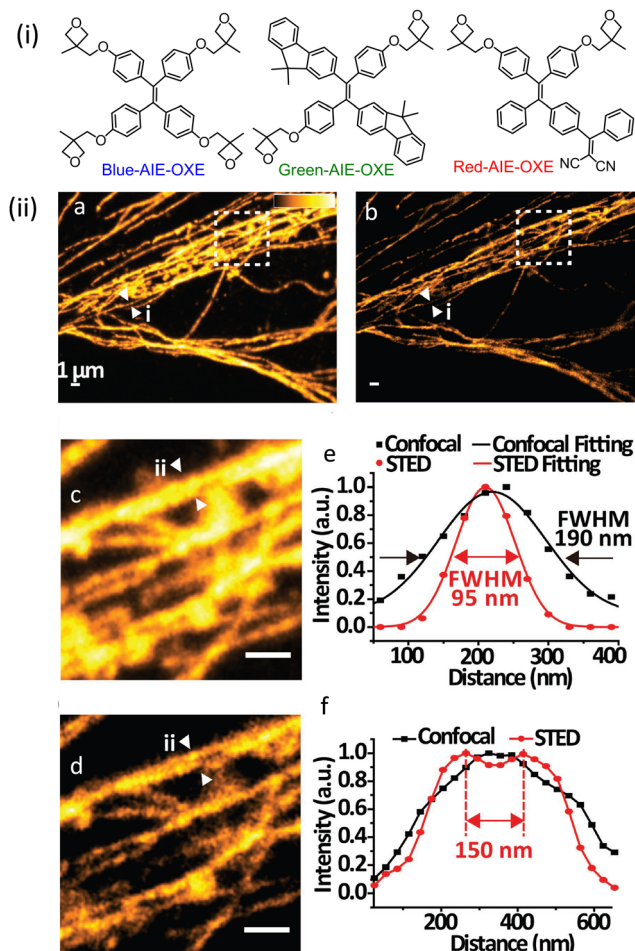 (i)
O O O O
O O O
O O O
O O O O
NC CN
Blue-AIE-OXE Green-AIE-OXE Red-AIE-OXE
(ii)
a b
i i
1 μm
c
ii
e
Confocal Confocal Fitting
STED STED Fitting
Intensity (a.u.)
1.0
0.8
0.6
0.4
0.2
0.0
FWHM
190 nm
FWHM
95 nm
100 200 300 400
Distance (nm)
d
ii
f
Confocal STED
Intensity (a.u.)
1.0
0.8
0.6
0.4
0.2
0.0
150 nm
200 400 600
Distance (nm)